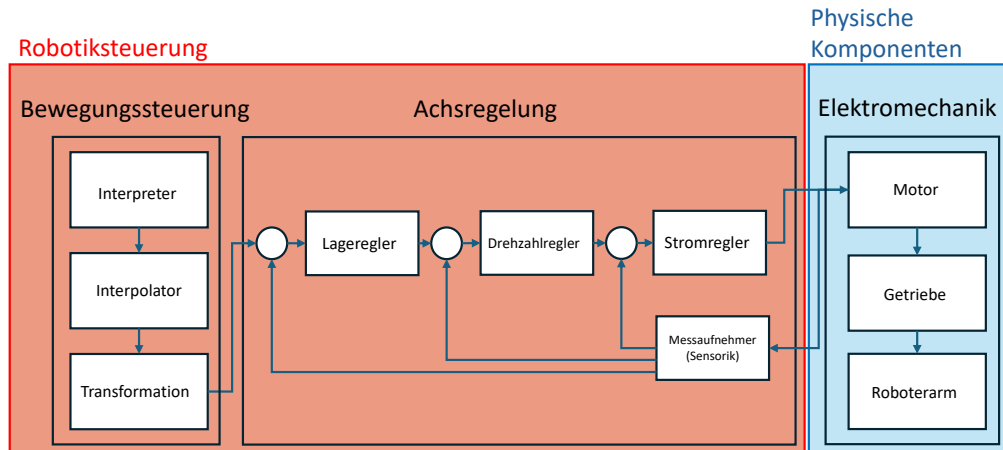 Robotiksteuerung
Physische
Komponenten
Bewegungssteuerung
Achsregelung
Elektromechanik
Interpreter
Interpolator
Transformation
Lageregler
Drehzahlregler
Stromregler
Messaufnehmer
(Sensorik)
Motor
Getriebe
Roboterarm